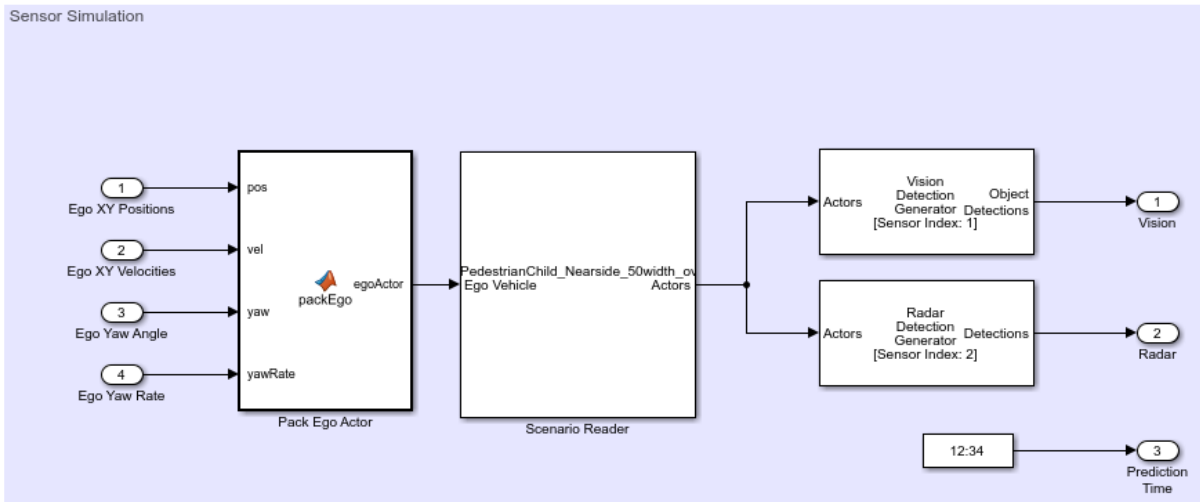 Sensor Simulation
1
Ego XY Positions
2
Ego XY Velocities
3
Ego Yaw Angle
4
Ego Yaw Rate
pos
vel
yaw
yawRate
packEgo
egoActor
Pack Ego Actor
PedestrianChild_Nearside_50width_ov
Ego Vehicle
Actors
Scenario Reader
Actors
Vision
Detection
Generator
[Sensor Index: 1]
Object
Detections
1
Vision
Actors
Radar
Detection
Generator
[Sensor Index: 2]
Detections
2
Radar
12:34
3
Prediction
Time